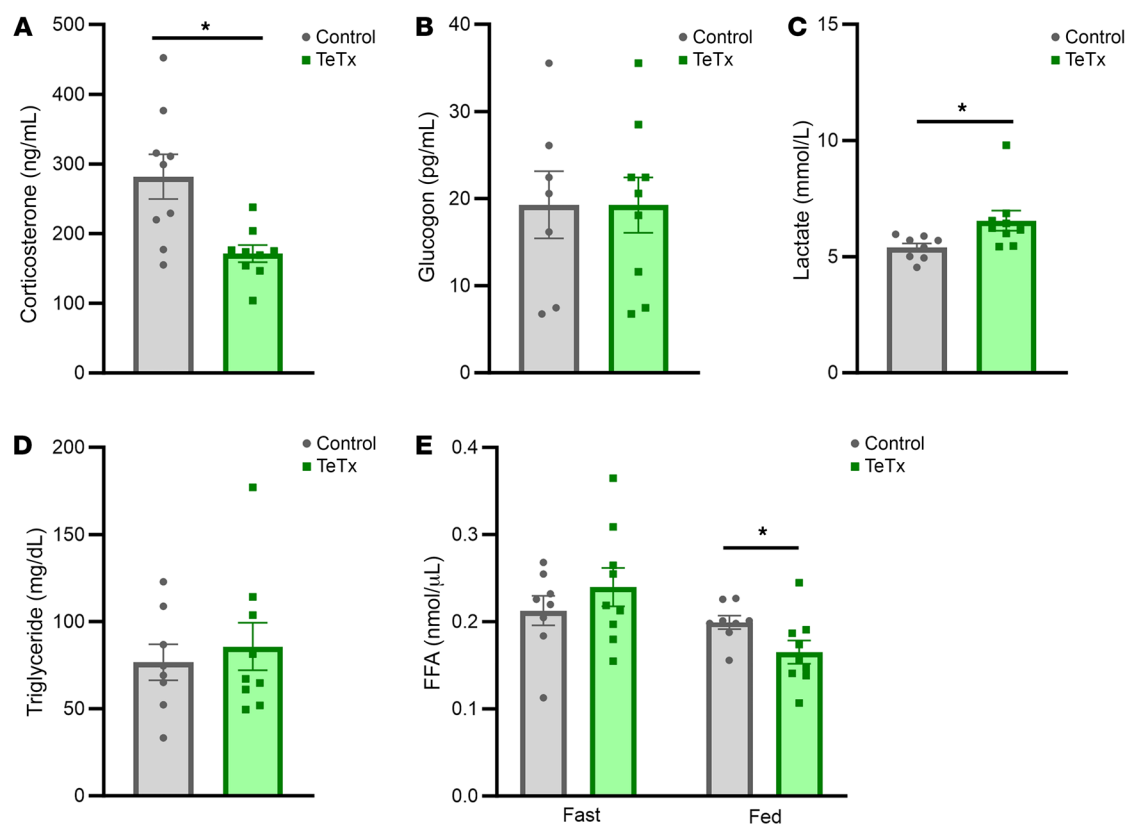 A
Corticosterone (ng/mL)
500
400
300
200
100
0
*
Control
TeTx
B
Glucogon (pg/mL)
40
30
20
10
0
Control
TeTx
C
Lactate (mmol/L)
15
10
5
0
*
Control
TeTx
D
Triglyceride (mg/dL)
200
150
100
50
0
Control
TeTx
E
FFA (nmol/μL)
0.4
0.3
0.2
0.1
0.0
*
Fast
Fed
Control
TeTx